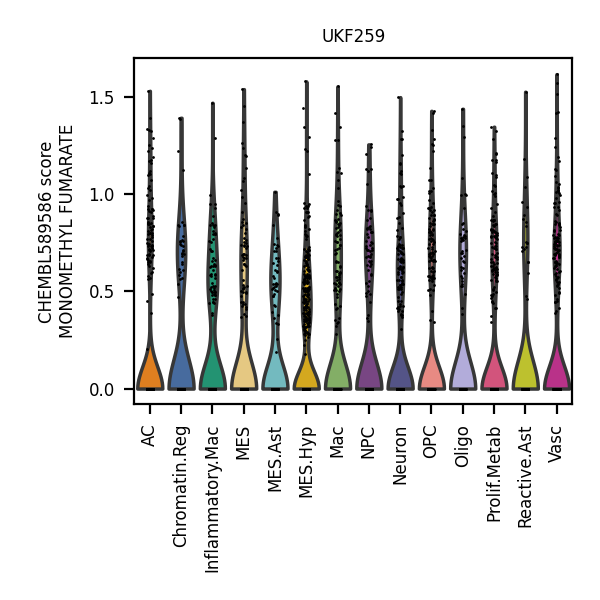 UKF259
CHEMBL589586 score
MONOMETHYL FUMARATE
1.5
1.0
0.5
0.0
AC
Chromatin.Reg
Inflammatory.Mac
MES
MES.Ast
MES.Hyp
Mac
NPC
Neuron
OPC
Oligo
Prolif.Metab
Reactive.Ast
Vasc